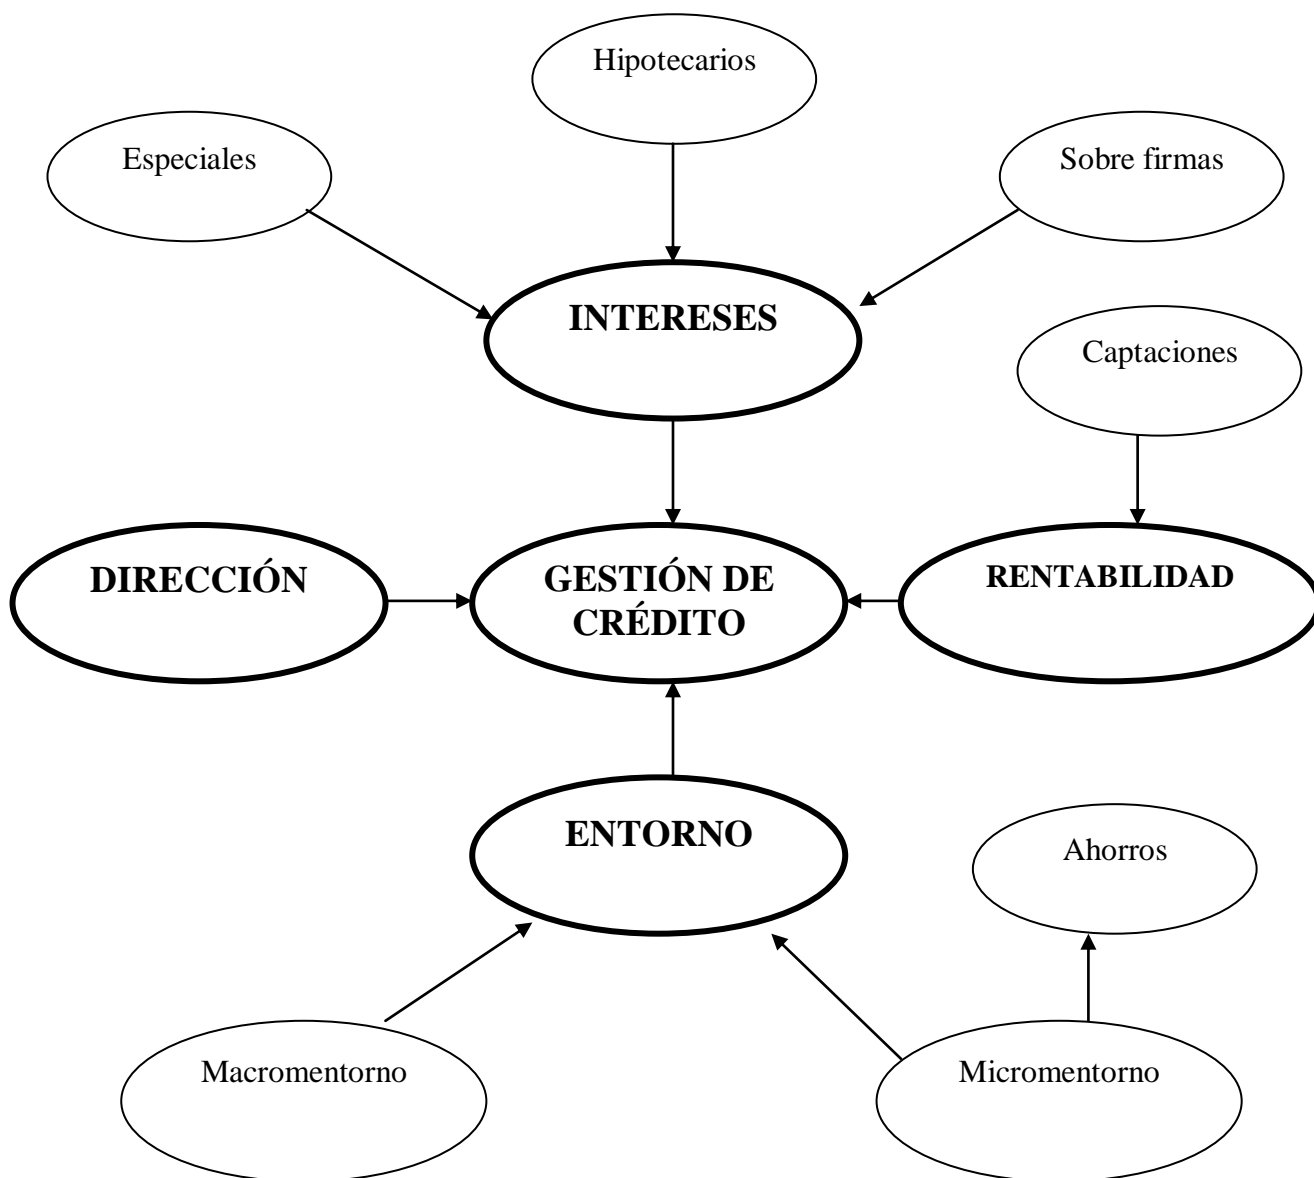 Hipotecarios
Especiales
Sobre firmas
INTERESES
Captaciones
DIRECCIÓN
GESTIÓN DE
CRÉDITO
RENTABILIDAD
ENTORNO
Ahorros
Macromentorno
Micromentorno